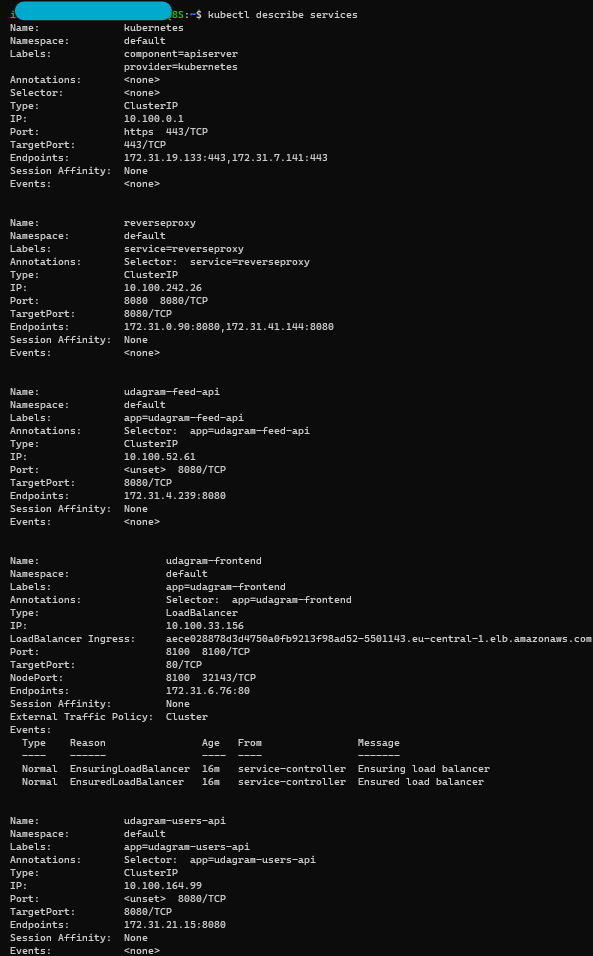 i 8S:~$ kubectl describe services
Name:              kubernetes
Namespace:         default
Labels:            component=apiserver
                   provider=kubernetes
Annotations:       <none>
Selector:          <none>
Type:              ClusterIP
IP:                10.100.0.1
Port:              https  443/TCP
TargetPort:        443/TCP
Endpoints:         172.31.19.133:443,172.31.7.141:443
Session Affinity:  None
Events:            <none>

Name:              reverseproxy
Namespace:         default
Labels:            service=reverseproxy
Annotations:       Selector:  service=reverseproxy
Type:              ClusterIP
IP:                10.100.242.26
Port:              8080  8080/TCP
TargetPort:        8080/TCP
Endpoints:         172.31.0.90:8080,172.31.41.144:8080
Session Affinity:  None
Events:            <none>

Name:              udagram-feed-api
Namespace:         default
Labels:            app=udagram-feed-api
Annotations:       Selector:  app=udagram-feed-api
Type:              ClusterIP
IP:                10.100.52.61
Port:              <unset>  8080/TCP
TargetPort:        8080/TCP
Endpoints:         172.31.4.239:8080
Session Affinity:  None
Events:            <none>

Name:                     udagram-frontend
Namespace:                default
Labels:                   app=udagram-frontend
Annotations:              Selector:  app=udagram-frontend
Type:                     LoadBalancer
IP:                       10.100.33.156
LoadBalancer Ingress:     aece028878d3d4750a0fb9213f98ad52-5501143.eu-central-1.elb.amazonaws.com
Port:                     8100  8100/TCP
TargetPort:               80/TCP
NodePort:                 8100  32143/TCP
Endpoints:                172.31.6.76:80
Session Affinity:         None
External Traffic Policy:  Cluster
Events:
  Type    Reason                Age   From                Message
  ----    ------                ----  ----                -------
  Normal  EnsuringLoadBalancer  16m   service-controller  Ensuring load balancer
  Normal  EnsuredLoadBalancer   16m   service-controller  Ensured load balancer

Name:              udagram-users-api
Namespace:         default
Labels:            app=udagram-users-api
Annotations:       Selector:  app=udagram-users-api
Type:              ClusterIP
IP:                10.100.164.99
Port:              <unset>  8080/TCP
TargetPort:        8080/TCP
Endpoints:         172.31.21.15:8080
Session Affinity:  None
Events:            <none>